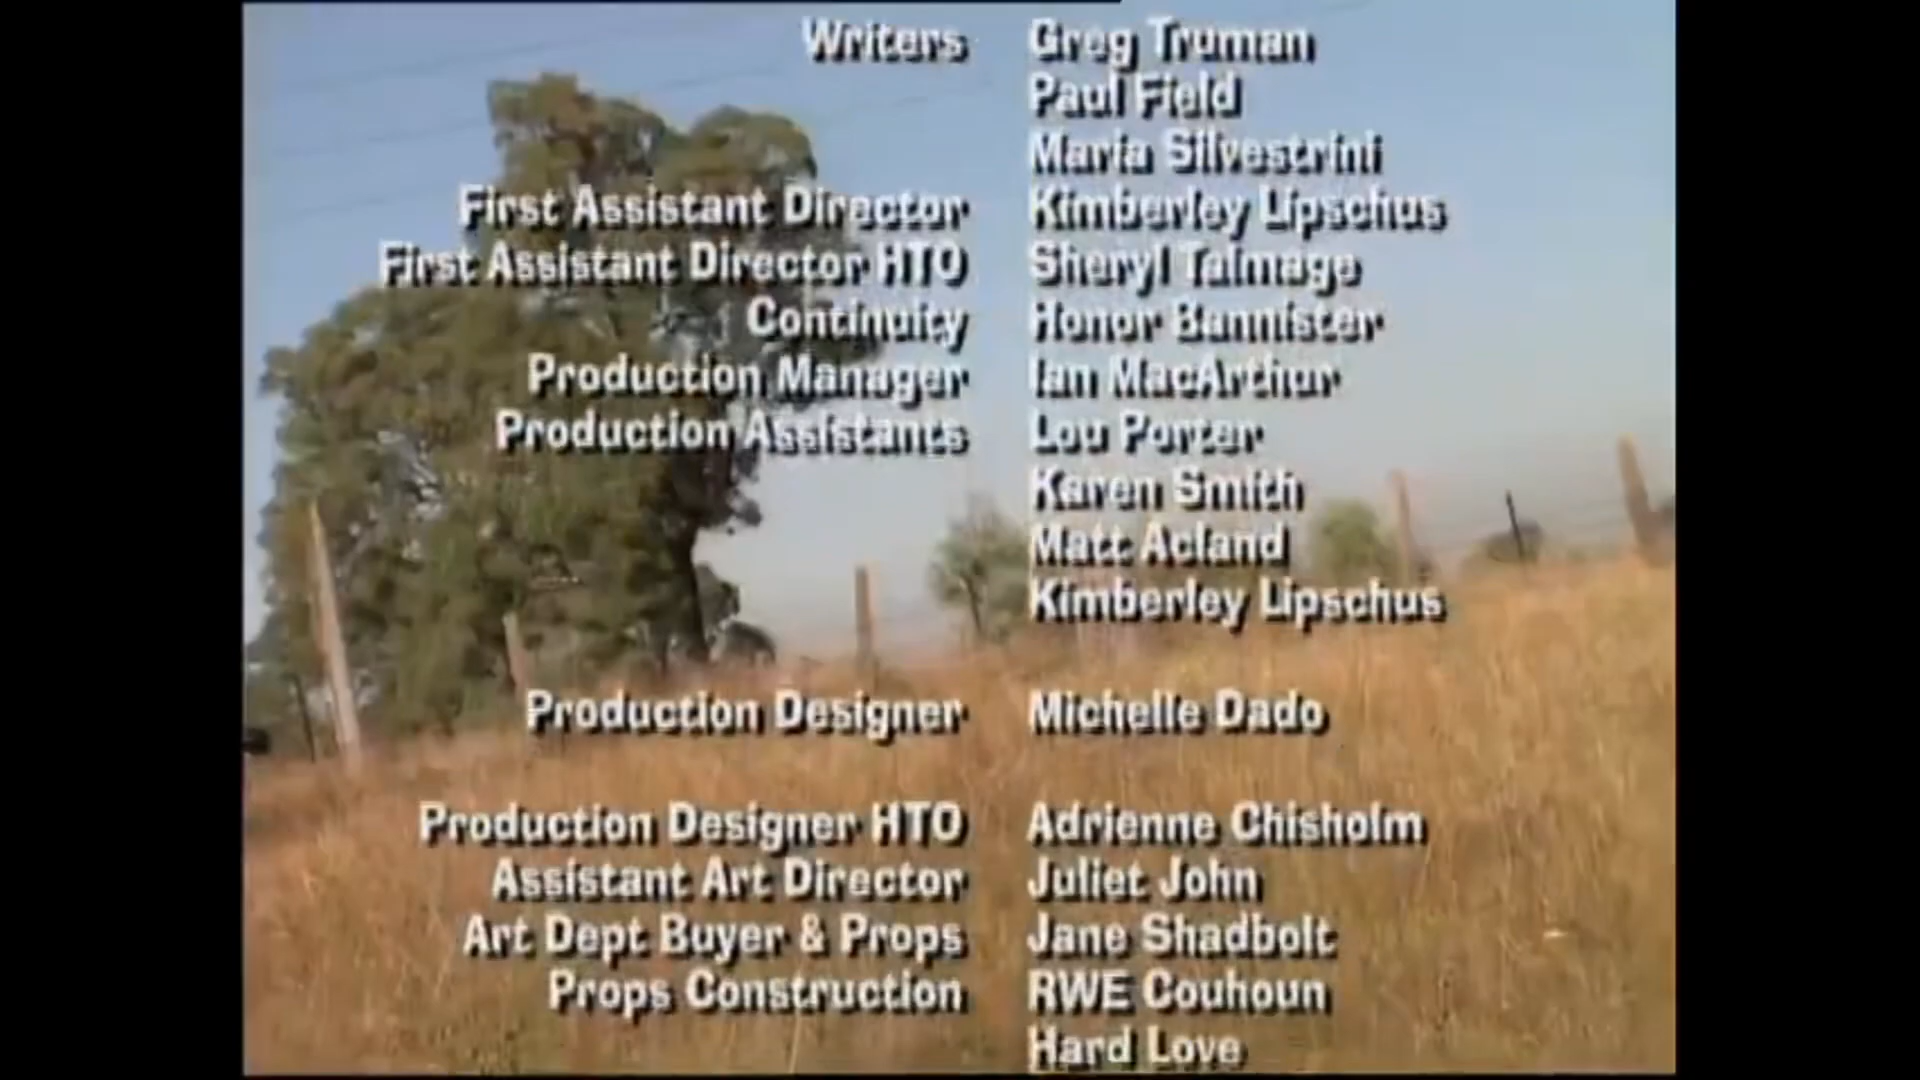 Writers Greg Truman
Paul Field
Maria Silvestrini
First Assistant Director Kimberley Lipschus
First Assistant Director HTO Sheryl Talmage
Continuity Honor Bannister
Production Manager Ian MacArthur
Production Assistants Lou Porter
Karen Smith
Matt Acland
Kimberley Lipschus
Production Designer Michelle Dado
Production Designer HTO Adrienne Chisholm
Assistant Art Director Juliet John
Art Dept Buyer & Props Jane Shadbolt
Props Construction RWE Couhoun
Hard Love